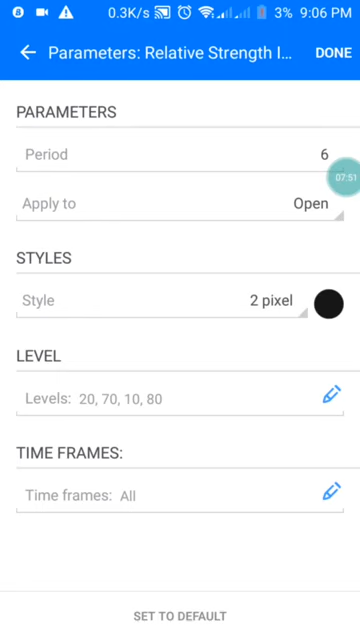 0.3K/s 3% 9:06 PM
Parameters: Relative Strength I... DONE
PARAMETERS
Period 6
07:51
Apply to Open
STYLES
Style 2 pixel
LEVEL
Levels: 20, 70, 10, 80
TIME FRAMES:
Time frames: All
SET TO DEFAULT